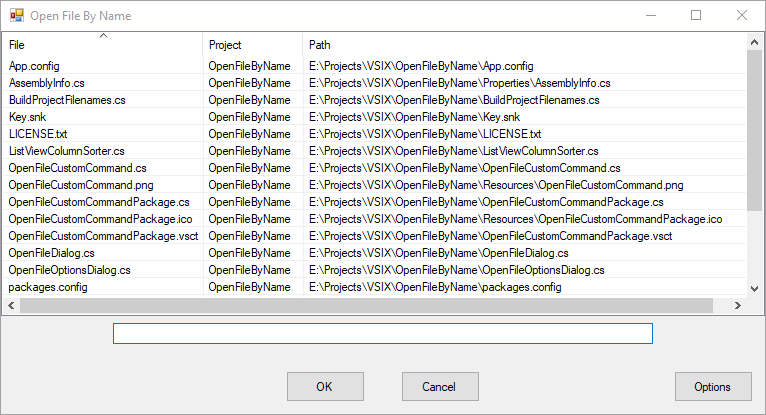 Open File By Name
File Project Path
App.config OpenFileByName E:\Projects\VSIX\OpenFileByName\App.config
AssemblyInfo.cs OpenFileByName E:\Projects\VSIX\OpenFileByName\Properties\AssemblyInfo.cs
BuildProjectFilenames.cs OpenFileByName E:\Projects\VSIX\OpenFileByName\BuildProjectFilenames.cs
Key.snk OpenFileByName E:\Projects\VSIX\OpenFileByName\Key.snk
LICENSE.txt OpenFileByName E:\Projects\VSIX\OpenFileByName\LICENSE.txt
ListViewColumnSorter.cs OpenFileByName E:\Projects\VSIX\OpenFileByName\ListViewColumnSorter.cs
OpenFileCustomCommand.cs OpenFileByName E:\Projects\VSIX\OpenFileByName\OpenFileCustomCommand.cs
OpenFileCustomCommand.png OpenFileByName E:\Projects\VSIX\OpenFileByName\Resources\OpenFileCustomCommand.png
OpenFileCustomCommandPackage.cs OpenFileByName E:\Projects\VSIX\OpenFileByName\OpenFileCustomCommandPackage.cs
OpenFileCustomCommandPackage.ico OpenFileByName E:\Projects\VSIX\OpenFileByName\Resources\OpenFileCustomCommandPackage.ico
OpenFileCustomCommandPackage.vsct OpenFileByName E:\Projects\VSIX\OpenFileByName\OpenFileCustomCommandPackage.vsct
OpenFileDialog.cs OpenFileByName E:\Projects\VSIX\OpenFileByName\OpenFileDialog.cs
OpenFileOptionsDialog.cs OpenFileByName E:\Projects\VSIX\OpenFileByName\OpenFileOptionsDialog.cs
packages.config OpenFileByName E:\Projects\VSIX\OpenFileByName\packages.config
OK Cancel Options